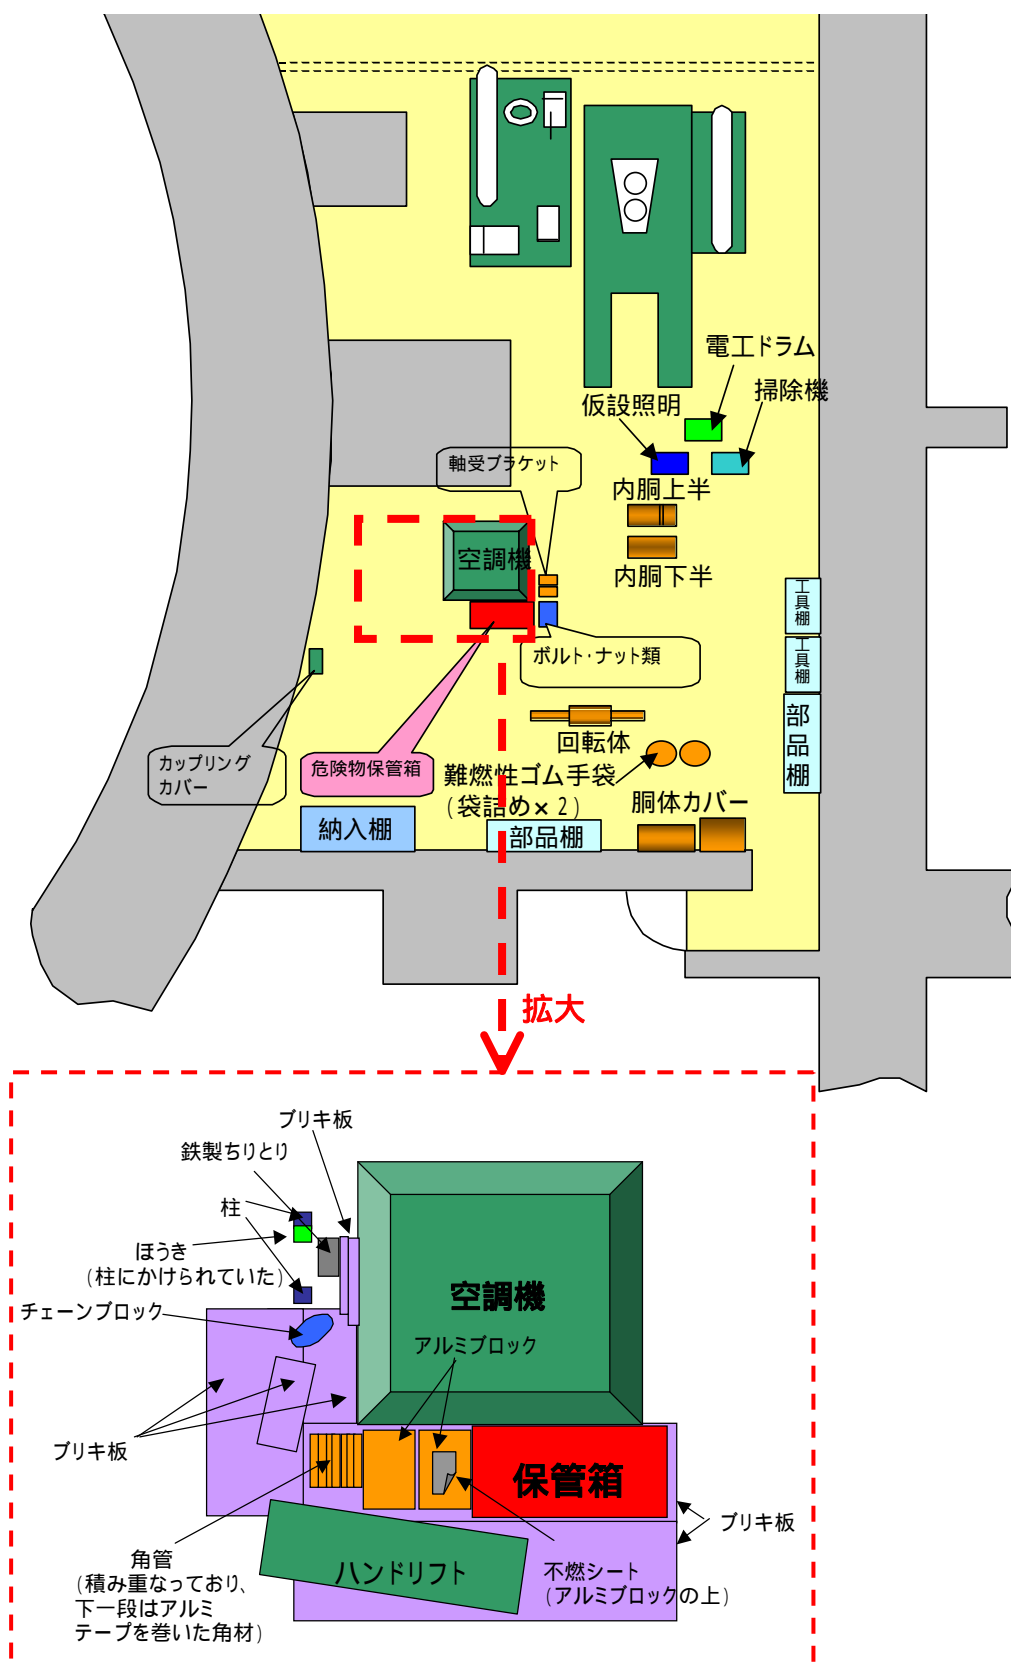 電工ドラム
掃除機
仮設照明
軸受ブラケット
内胴上半
空調機
内胴下半
工具棚
ボルト・ナット類
工具棚
部品棚
回転体
カップリング
カバー
危険物保管箱
難燃性ゴム手袋
(袋詰め×2)
胴体カバー
納入棚
部品棚
拡大
ブリキ板
鉄製ちりとり
柱
ほうき
(柱にかけられていた)
空調機
チェーンブロック
アルミブロック
ブリキ板
保管箱
ブリキ板
角管
(積み重なっており、
下一段はアルミ
テープを巻いた角材)
ハンドリフト
不燃シート
(アルミブロックの上)